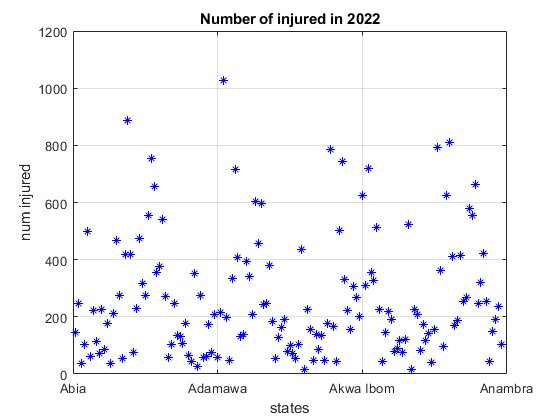 Number of injured in 2022
1200
1000
800
600
400
200
0
num injured
Abia Adamawa Akwa Ibom Anambra
states